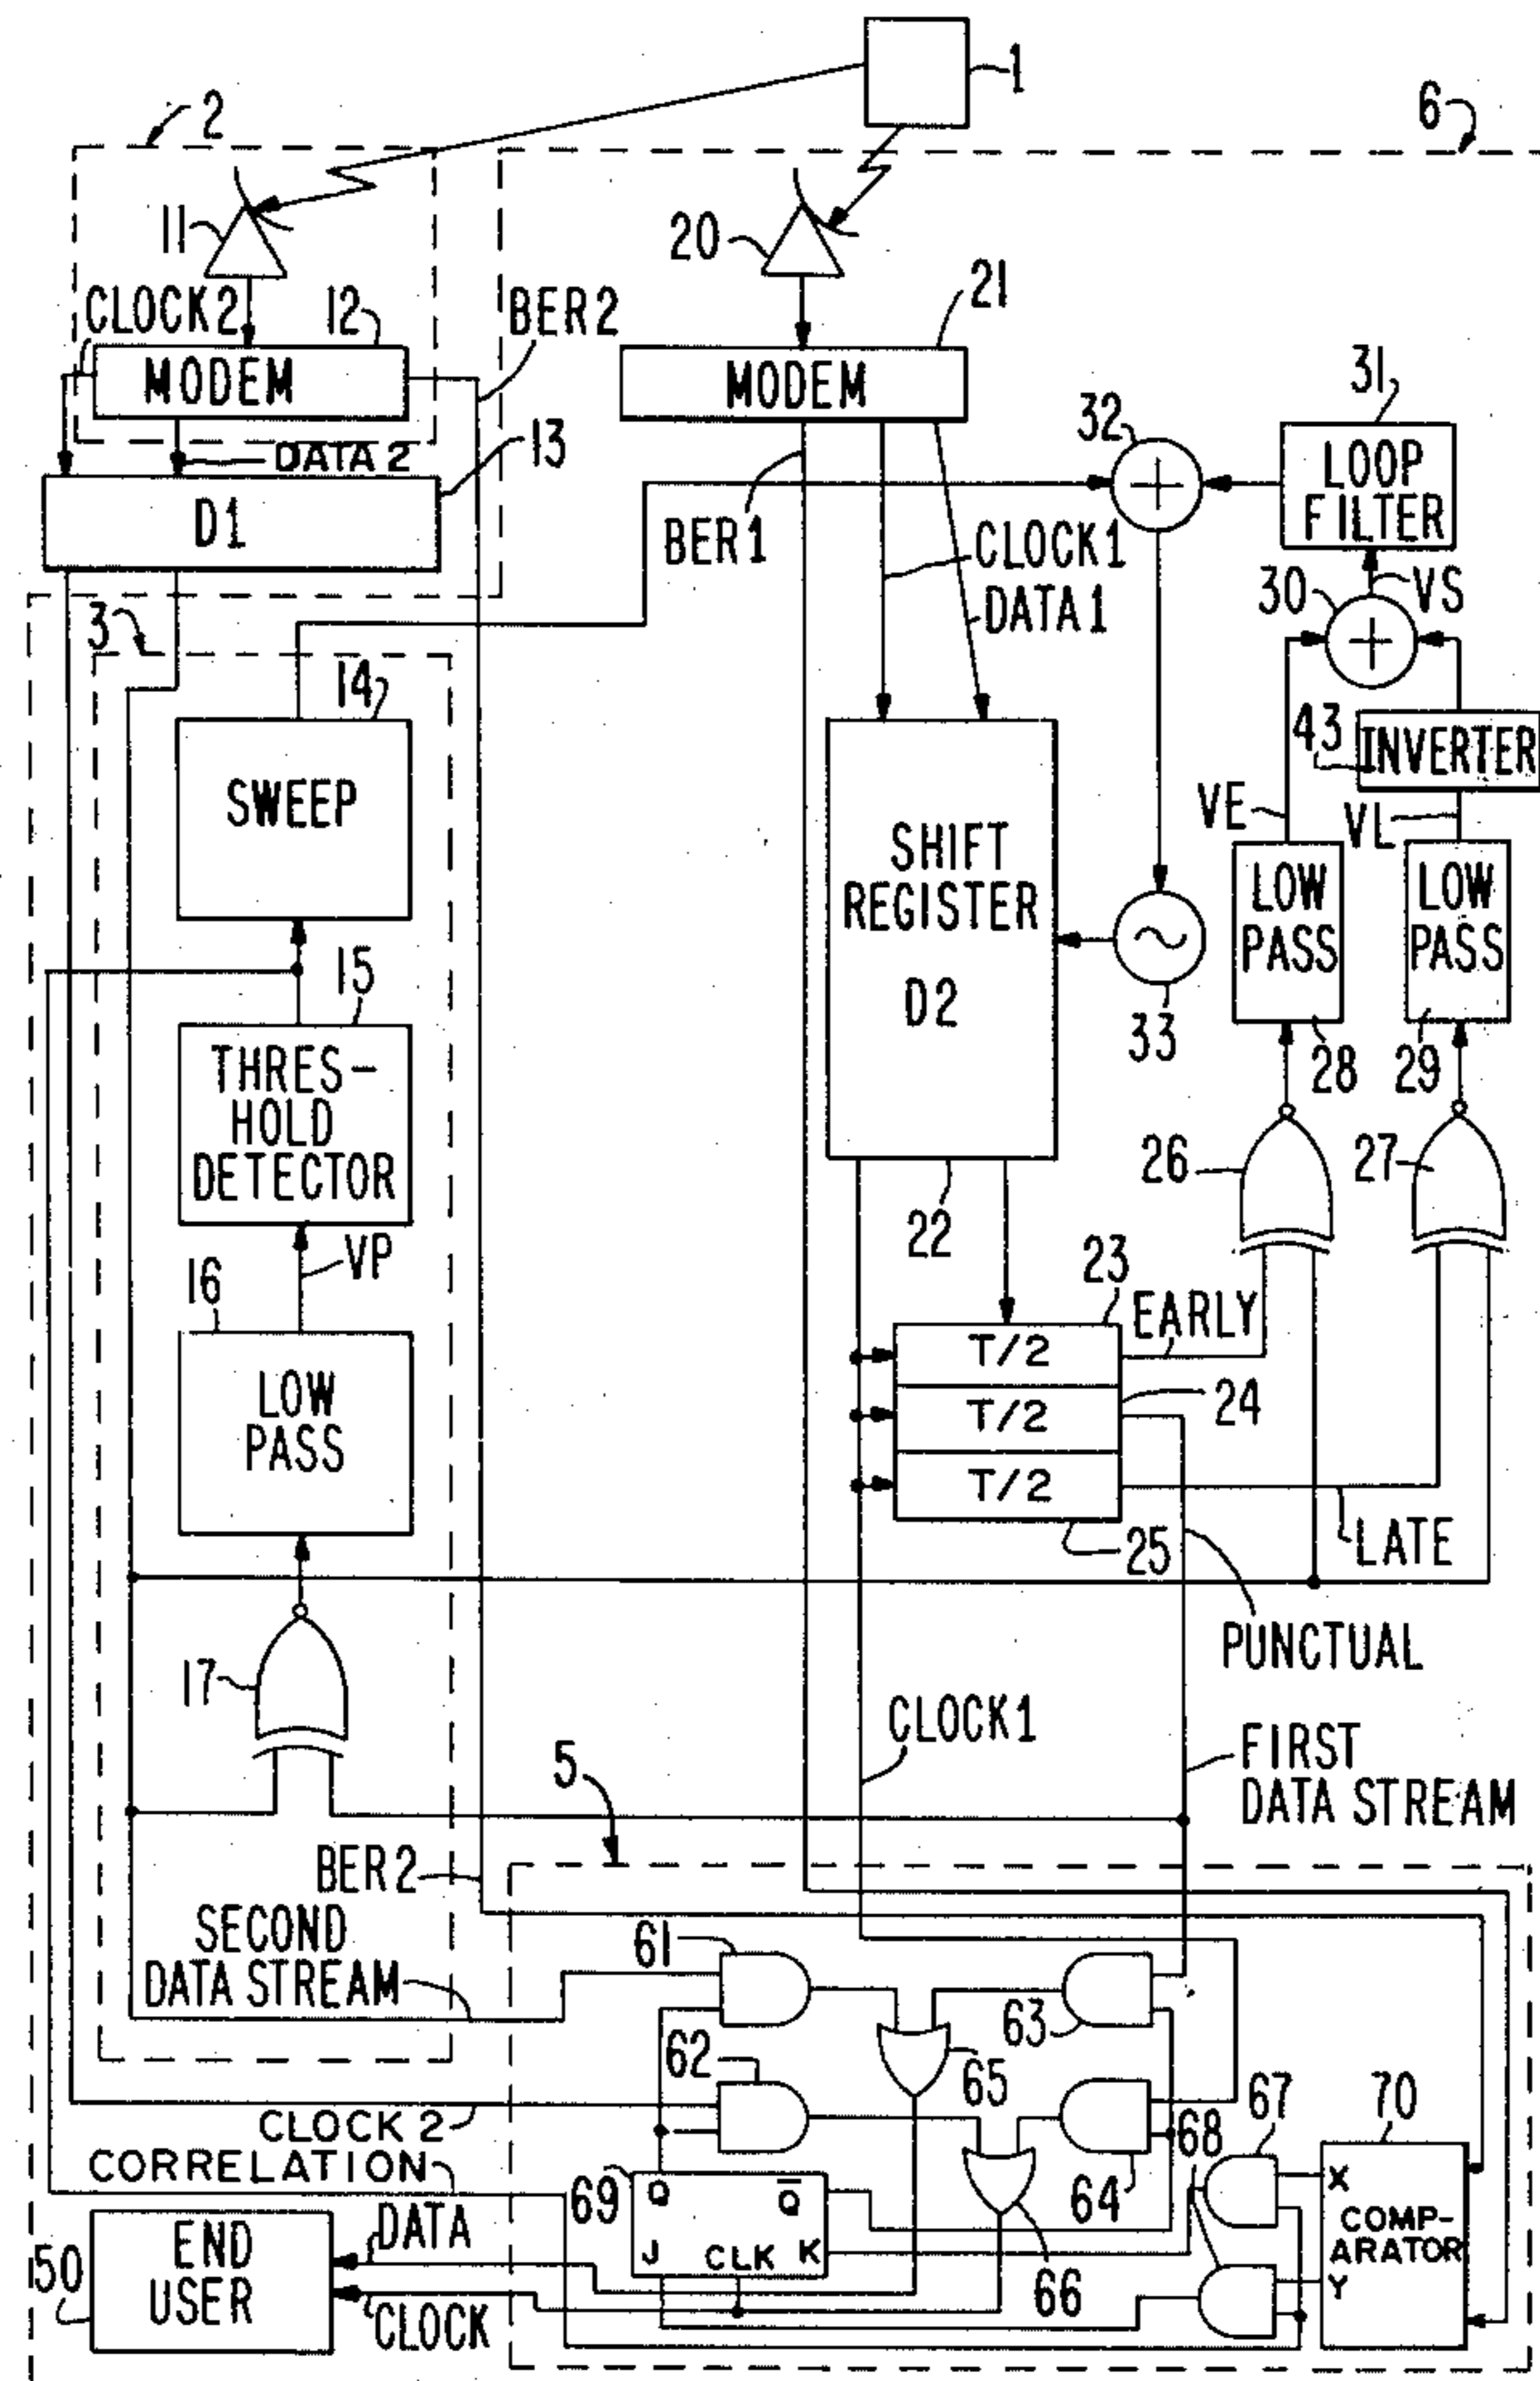 1
2
6
11
20
21
CLOCK2
12
BER2
MODEM
MODEM
31
32
DATA 2
13
LOOP
FILTER
D1
BER1
CLOCK1
DATA1
30
VS
3
14
43
INVERTER
SWEEP
VE
VL
SHIFT
REGISTER
D2
LOW
PASS
LOW
PASS
15
33
28
29
THRES-
HOLD
DETECTOR
26
27
22
VP
16
23
EARLY
T/2
LOW
PASS
T/2
24
T/2
25
LATE
PUNCTUAL
17
CLOCK1
FIRST
DATA STREAM
5
BER2
SECOND
DATA STREAM
61
63
62
65
67
70
CLOCK 2
68
CORRELATION
69
Q
Q̅
64
X
COMP-
ARATOR
Y
DATA
END
USER
J
CLK
K
50
66
CLOCK